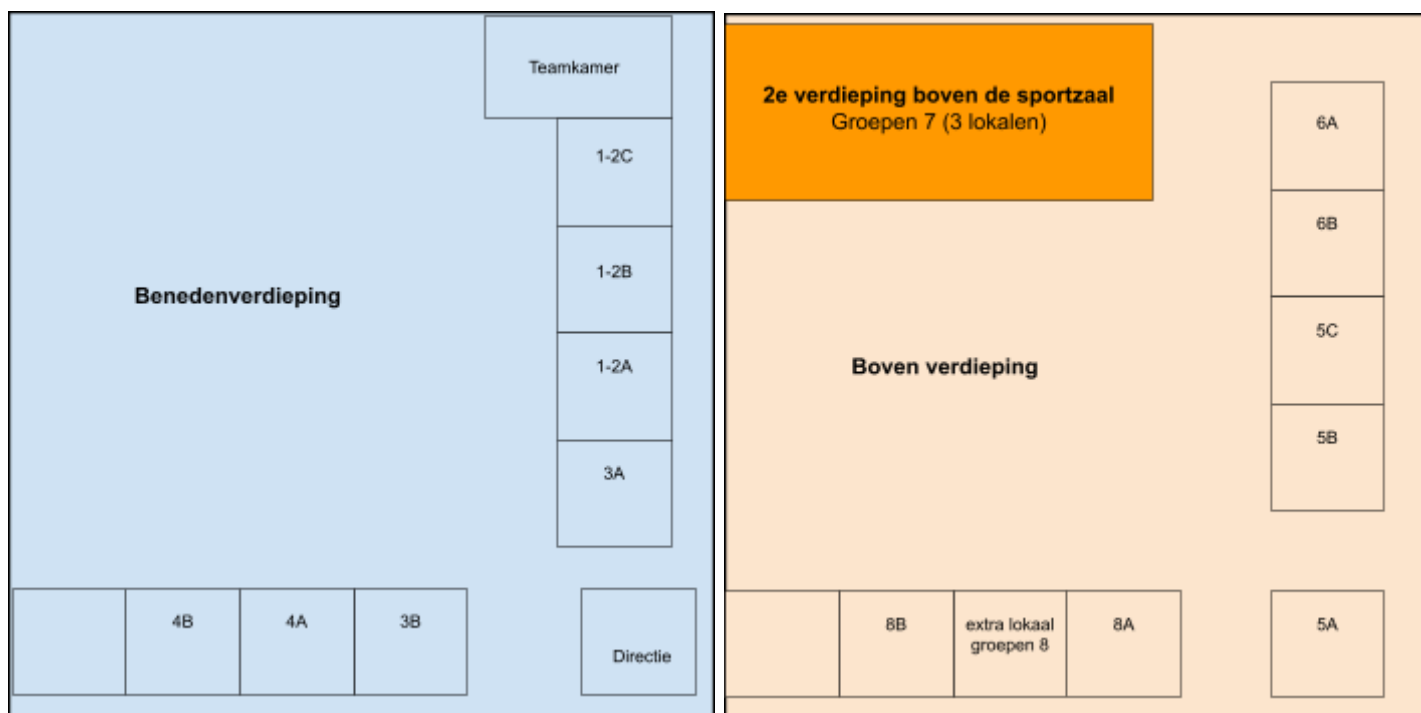 Teamkamer
1-2C
1-2B
Benedenverdieping
1-2A
3A
4B
4A
3B
Directie
2e verdieping boven de sportzaal
Groepen 7 (3 lokalen)
6A
6B
5C
Boven verdieping
5B
8B
extra lokaal
groepen 8
8A
5A